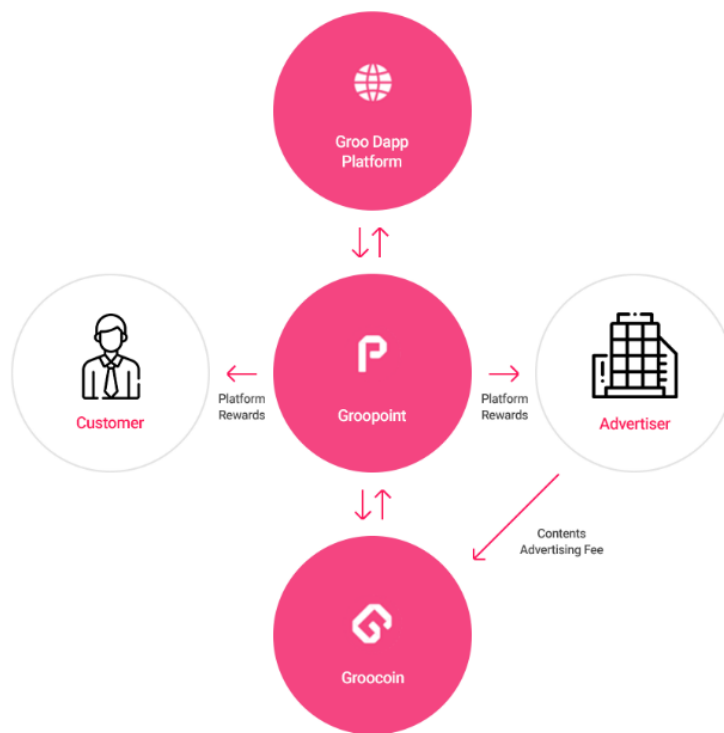 Groo Dapp
Platform
Customer
Platform
Rewards
Groopoint
Platform
Rewards
Advertiser
Contents
Advertising Fee
Groocoin